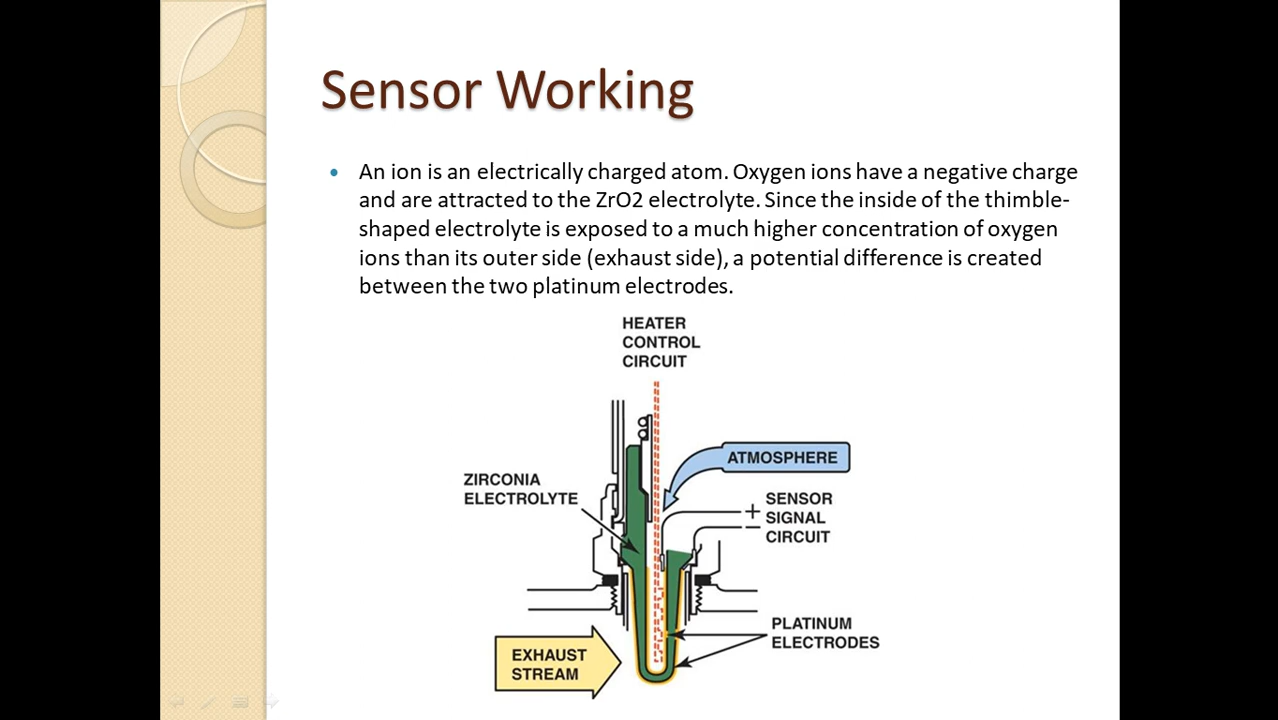 Sensor Working
An ion is an electrically charged atom. Oxygen ions have a negative charge
and are attracted to the ZrO2 electrolyte. Since the inside of the thimble-
shaped electrolyte is exposed to a much higher concentration of oxygen
ions than its outer side (exhaust side), a potential difference is created
between the two platinum electrodes.
HEATER
CONTROL
CIRCUIT
ATMOSPHERE
ZIRCONIA
ELECTROLYTE
+
SENSOR
SIGNAL
CIRCUIT
−
PLATINUM
ELECTRODES
EXHAUST
STREAM